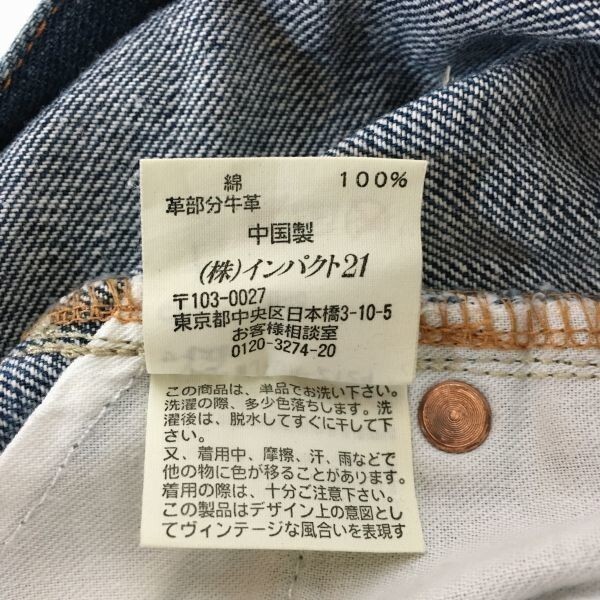 綿 100%
革部分牛革
中国製
(株)インパクト21
〒103-0027
東京都中央区日本橋3-10-5
お客様相談室
0120-3274-20
この商品は、単品でお洗い下さい。
洗濯の際、多少色落ちします。洗
濯後は、脱水してすぐに干して下
さい。
又、着用中、摩擦、汗、雨などで
他の物に色が移ることがあります。
着用の際は、十分ご注意下さい。
この製品はデザイン上の意図とし
てヴィンテージな風合いを表現す